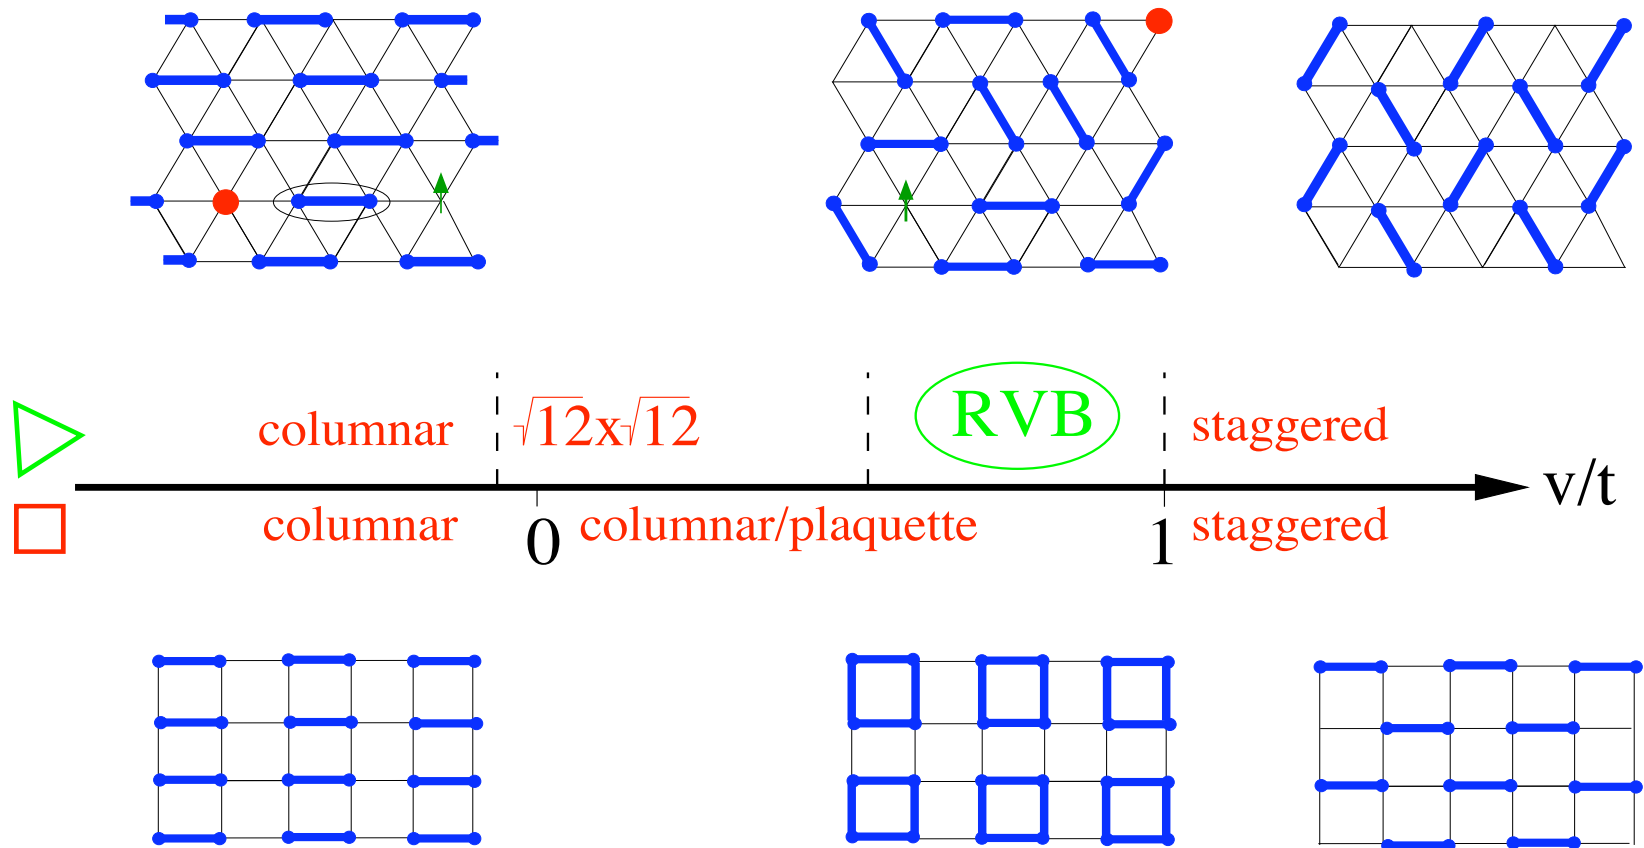 columnar √12x√12 RVB staggered
v/t
columnar 0 columnar/plaquette 1 staggered